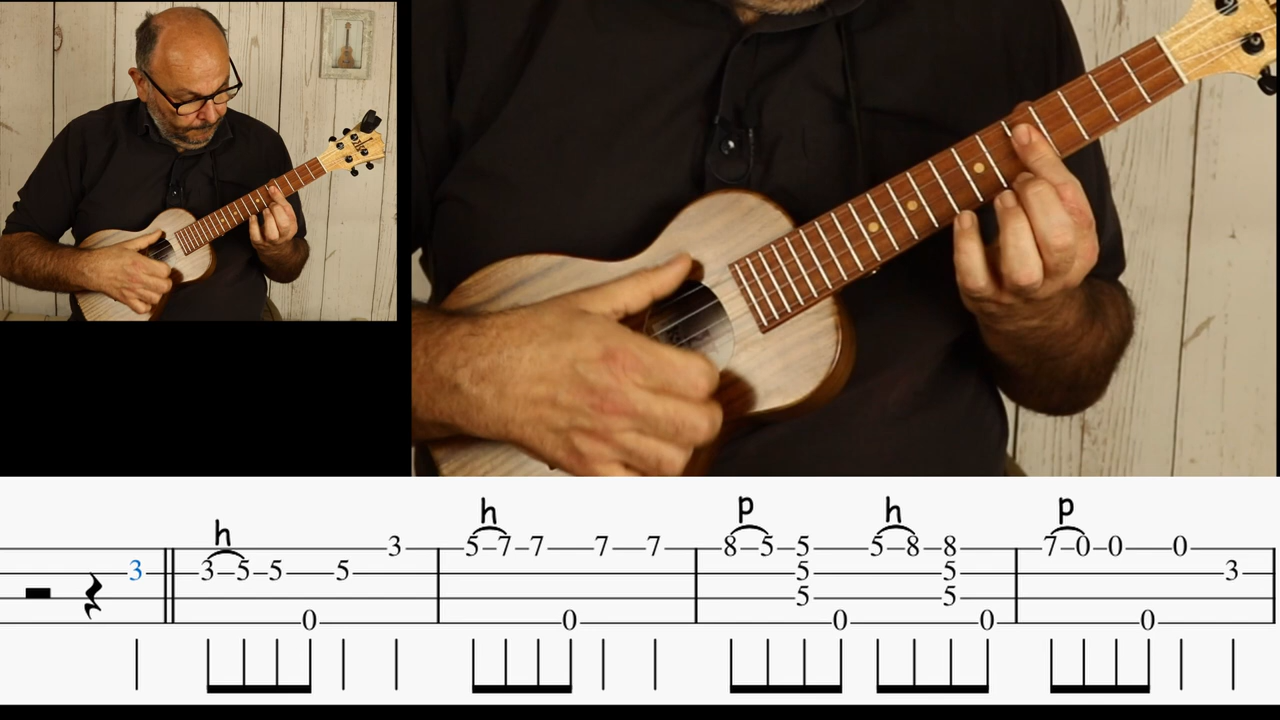 h h p h p
3 5–7–7 7 7 8–5–5 5–8–8 7–0–0 0
3 3–5–5 5 5 5 3
5 5
0 0 0 0 0